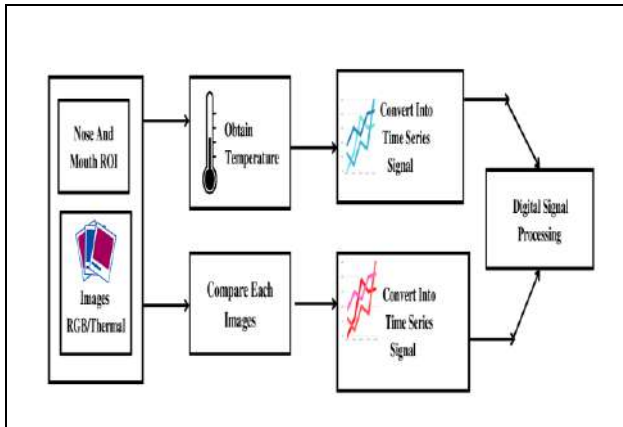 Nose And
Mouth ROI
Images
RGB/Thermal
Obtain
Temperature
Compare Each
Images
Convert Into
Time Series
Signal
Convert Into
Time Series
Signal
Digital Signal
Processing